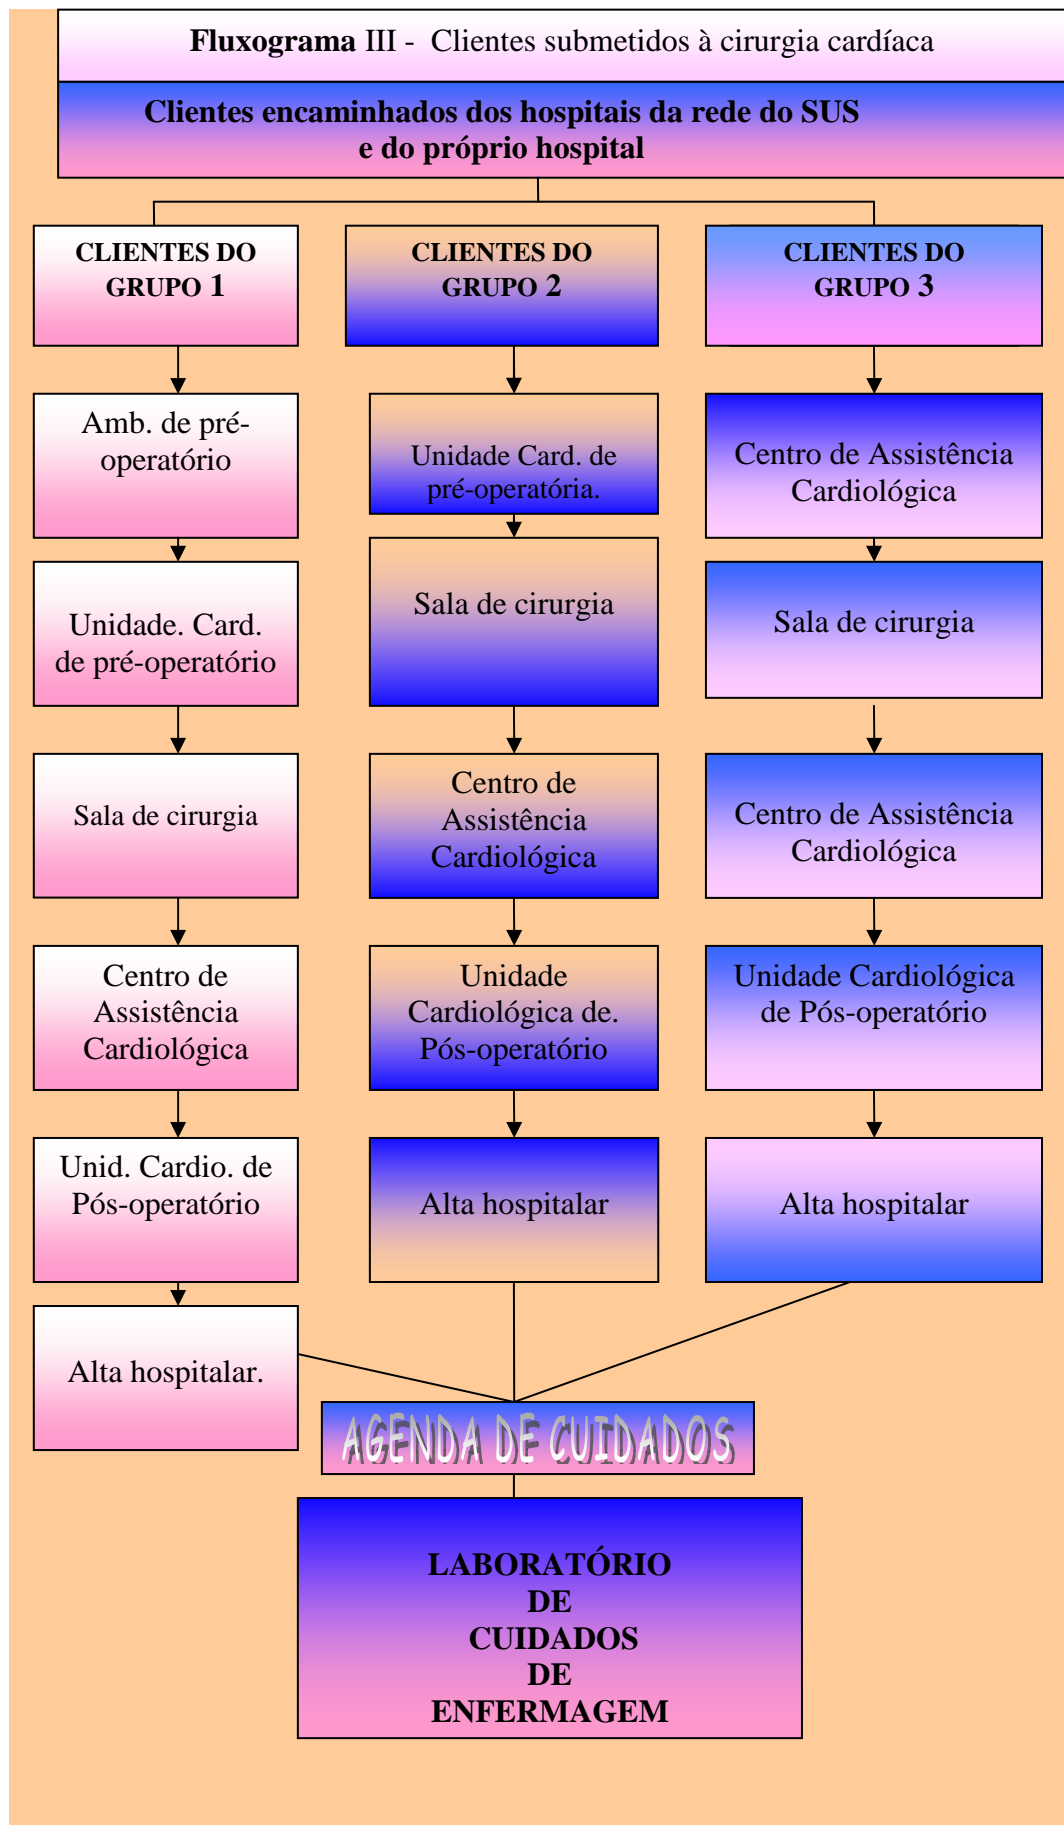 Fluxograma III - Clientes submetidos à cirurgia cardíaca
Clientes encaminhados dos hospitais da rede do SUS
e do próprio hospital
CLIENTES DO
GRUPO 1
Amb. de pré-
operatório
Unidade. Card.
de pré-operatório
Sala de cirurgia
Centro de
Assistência
Cardiológica
Unid. Cardio. de
Pós-operatório
Alta hospitalar.
CLIENTES DO
GRUPO 2
Unidade Card. de
pré-operatória.
Sala de cirurgia
Centro de
Assistência
Cardiológica
Unidade
Cardiológica de.
Pós-operatório
Alta hospitalar
CLIENTES DO
GRUPO 3
Centro de Assistência
Cardiológica
Sala de cirurgia
Centro de Assistência
Cardiológica
Unidade Cardiológica
de Pós-operatório
Alta hospitalar
AGENDA DE CUIDADOS
LABORATÓRIO
DE
CUIDADOS
DE
ENFERMAGEM